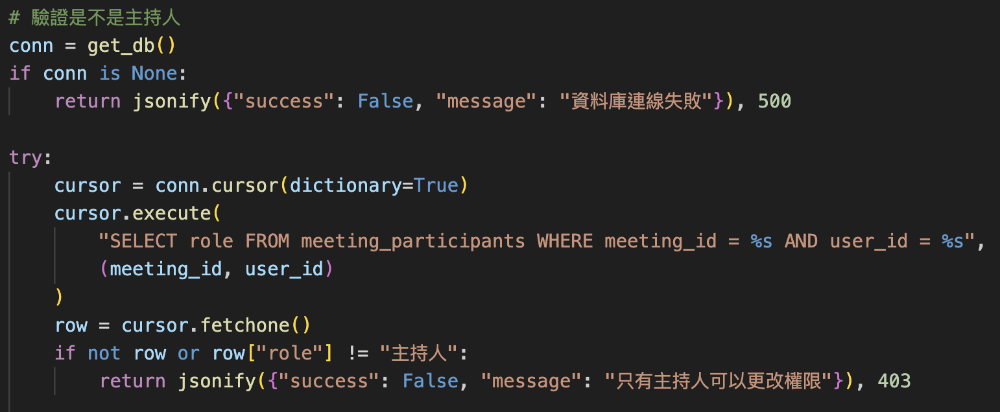 # 驗證是不是主持人
conn = get_db()
if conn is None:
    return jsonify({"success": False, "message": "資料庫連線失敗"}), 500

try:
    cursor = conn.cursor(dictionary=True)
    cursor.execute(
        "SELECT role FROM meeting_participants WHERE meeting_id = %s AND user_id = %s",
        (meeting_id, user_id)
    )
    row = cursor.fetchone()
    if not row or row["role"] != "主持人":
        return jsonify({"success": False, "message": "只有主持人可以更改權限"}), 403